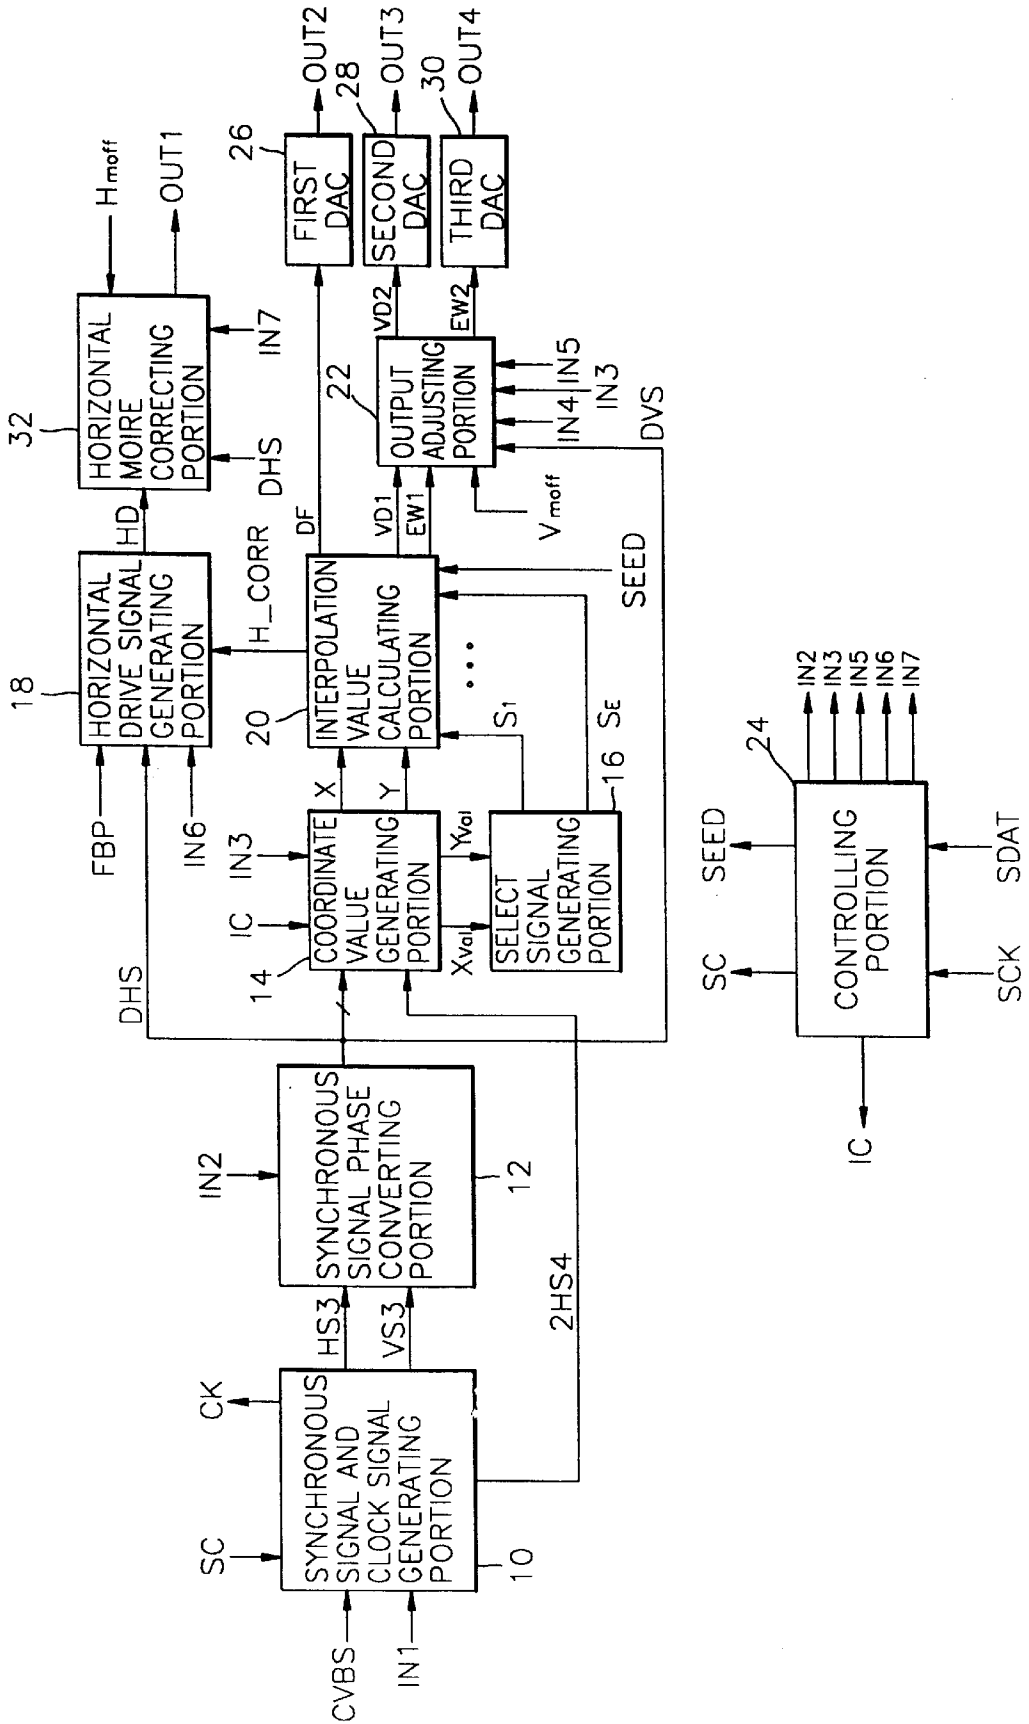 32
HORIZONTAL
MOIRE
CORRECTING
PORTION
Hmoff
OUT1
IN7
DHS
HD
18
HORIZONTAL
DRIVE SIGNAL
GENERATING
PORTION
FBP
IN6
DHS
H_CORR
26
FIRST
DAC
OUT2
28
SECOND
DAC
OUT3
30
THIRD
DAC
OUT4
DF
VD2
EW2
22
OUTPUT
ADJUSTING
PORTION
IN4
IN5
IN3
DVS
Vmoff
VD1
EW1
20
INTERPOLATION
VALUE
CALCULATING
PORTION
SEED
S1
SE
X
Y
14
COORDINATE
VALUE
GENERATING
PORTION
IC
IN3
Xval
Yval
SELECT
SIGNAL
GENERATING
PORTION
16
IN2
SYNCHRONOUS
SIGNAL PHASE
CONVERTING
PORTION
12
HS3
VS3
2HS4
SC
CK
SYNCHRONOUS
SIGNAL AND
CLOCK SIGNAL
GENERATING
PORTION
10
CVBS
IN1
24
CONTROLLING
PORTION
SC
SEED
IN2
IN3
IN5
IN6
IN7
IC
SCK
SDAT